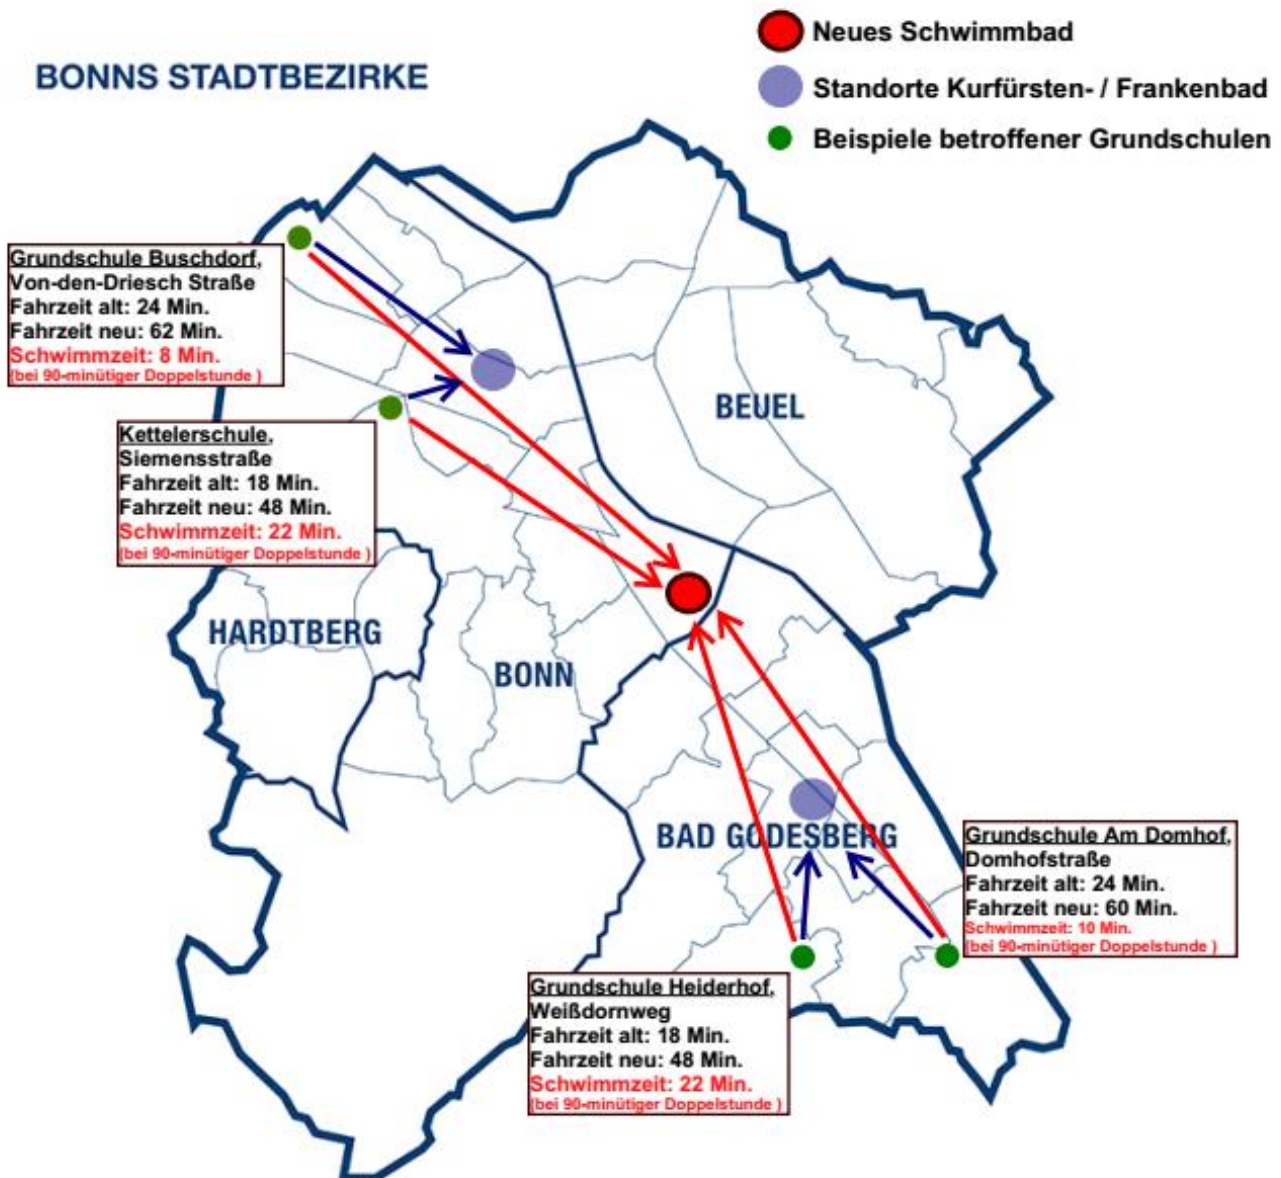 BONNS STADTBEZIRKE
Neues Schwimmbad
Standorte Kurfürsten- / Frankenbad
Beispiele betroffener Grundschulen
Grundschule Buschdorf,
Von-den-Driesch Straße
Fahrzeit alt: 24 Min.
Fahrzeit neu: 62 Min.
Schwimmzeit: 8 Min.
(bei 90-minütiger Doppelstunde )
Kettelerschule,
Siemensstraße
Fahrzeit alt: 18 Min.
Fahrzeit neu: 48 Min.
Schwimmzeit: 22 Min.
(bei 90-minütiger Doppelstunde )
BEUEL
HARDTBERG
BONN
BAD GODESBERG
Grundschule Am Domhof,
Domhofstraße
Fahrzeit alt: 24 Min.
Fahrzeit neu: 60 Min.
Schwimmzeit: 10 Min.
(bei 90-minütiger Doppelstunde )
Grundschule Heiderhof,
Weißdornweg
Fahrzeit alt: 18 Min.
Fahrzeit neu: 48 Min.
Schwimmzeit: 22 Min.
(bei 90-minütiger Doppelstunde )